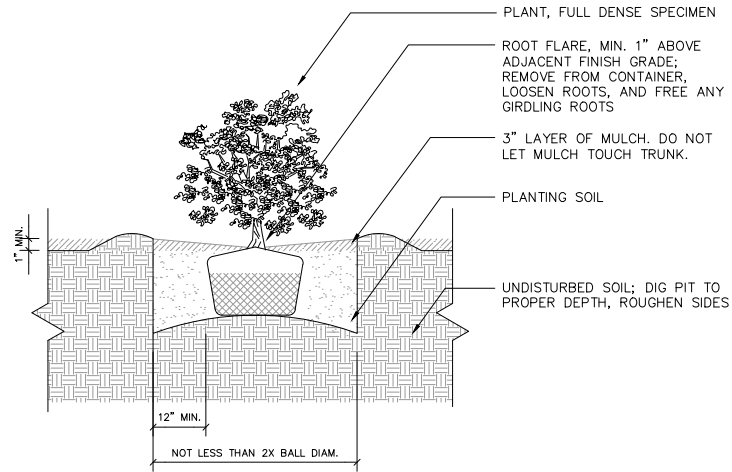 PLANT, FULL DENSE SPECIMEN
ROOT FLARE, MIN. 1" ABOVE
ADJACENT FINISH GRADE;
REMOVE FROM CONTAINER,
LOOSEN ROOTS, AND FREE ANY
GIRDLING ROOTS
3" LAYER OF MULCH. DO NOT
LET MULCH TOUCH TRUNK.
PLANTING SOIL
1" MIN.
UNDISTURBED SOIL; DIG PIT TO
PROPER DEPTH, ROUGHEN SIDES
12" MIN.
NOT LESS THAN 2X BALL DIAM.